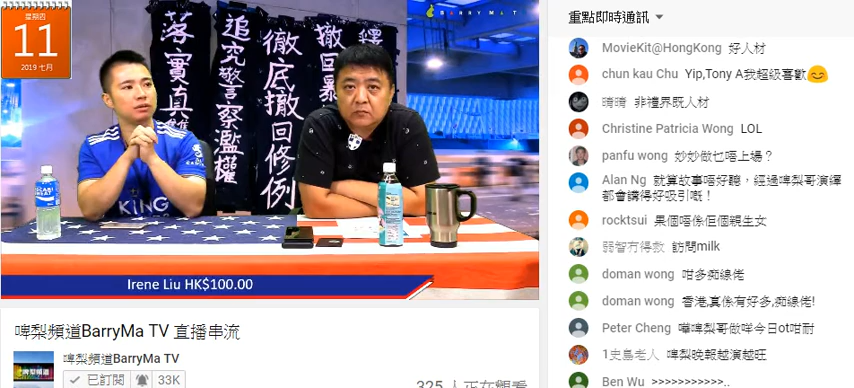 星期四
11
2019 七月
BARRYMAT
落實真
追究警察濫權
徹底撤回修例
撤回暴
Irene Liu HK$100.00
啤梨頻道BarryMa TV 直播串流
啤梨頻道BarryMa TV
已訂閱
33K
325 人正在觀看
重點即時通訊
MovieKit@HongKong 好人材
chun kau Chu Yip,Tony A我超級喜歡
晴晴 非禮界既人材
Christine Patricia Wong LOL
panfu wong 妙妙做乜唔上場？
Alan Ng 就算故事唔好聽，經過啤梨哥演繹
都會講得好吸引嘅！
rocktsui 果個唔係佢個親生女
弱智冇得救 訪問milk
doman wong 咁多痴線佬
doman wong 香港,真係有好多,痴線佬!
Peter Cheng 嘩啤梨哥做咩今日ot咁耐
1史島老人 啤梨晚報越演越旺
Ben Wu >>>>>>>>>>>..